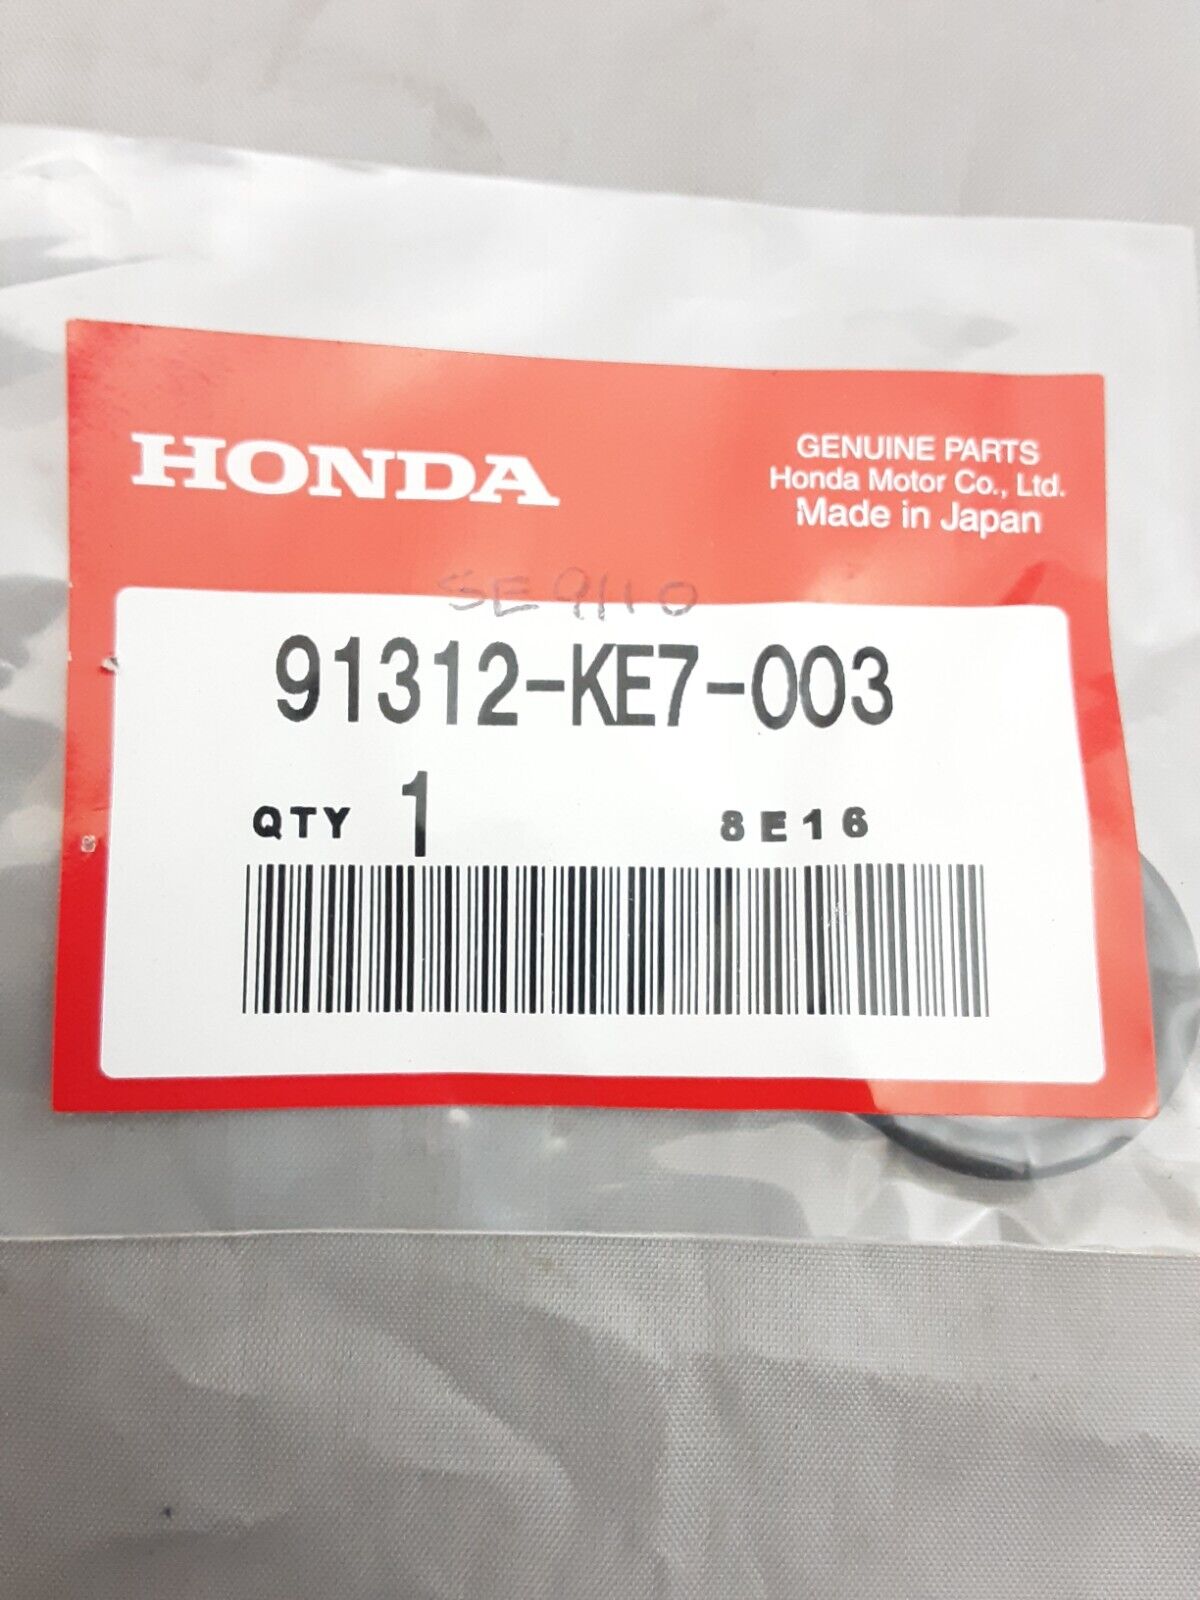 HONDA
GENUINE PARTS
Honda Motor Co., Ltd.
Made in Japan
SE9110
91312-KE7-003
QTY 1 8E16